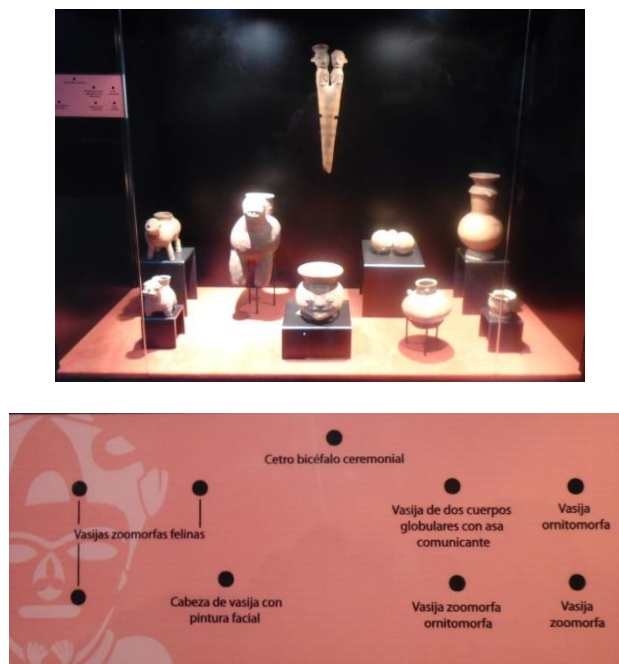 Cetro bicéfalo ceremonial
Vasijas zoomorfas felinas
Vasija de dos cuerpos
globulares con asa
comunicante
Vasija
ornitomorfa
Cabeza de vasija con
pintura facial
Vasija zoomorfa
ornitomorfa
Vasija
zoomorfa